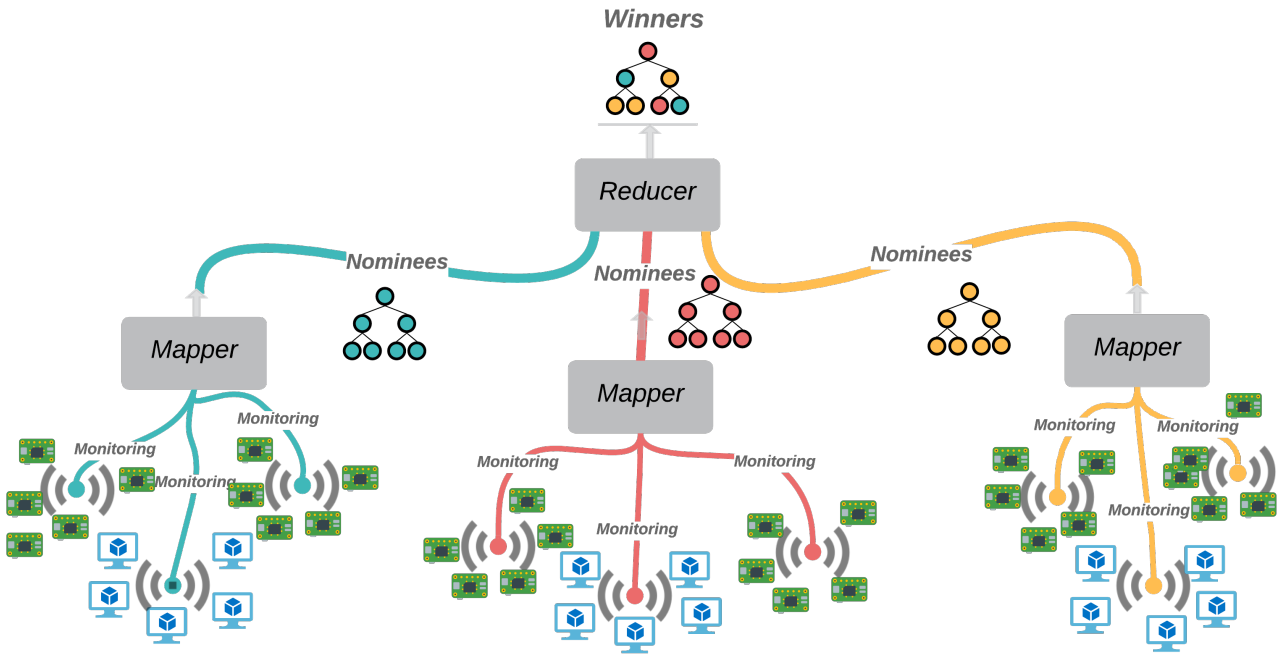 Winners
Reducer
Nominees
Nominees
Nominees
Mapper
Mapper
Mapper
Monitoring
Monitoring
Monitoring
Monitoring
Monitoring
Monitoring
Monitoring
Monitoring
Monitoring